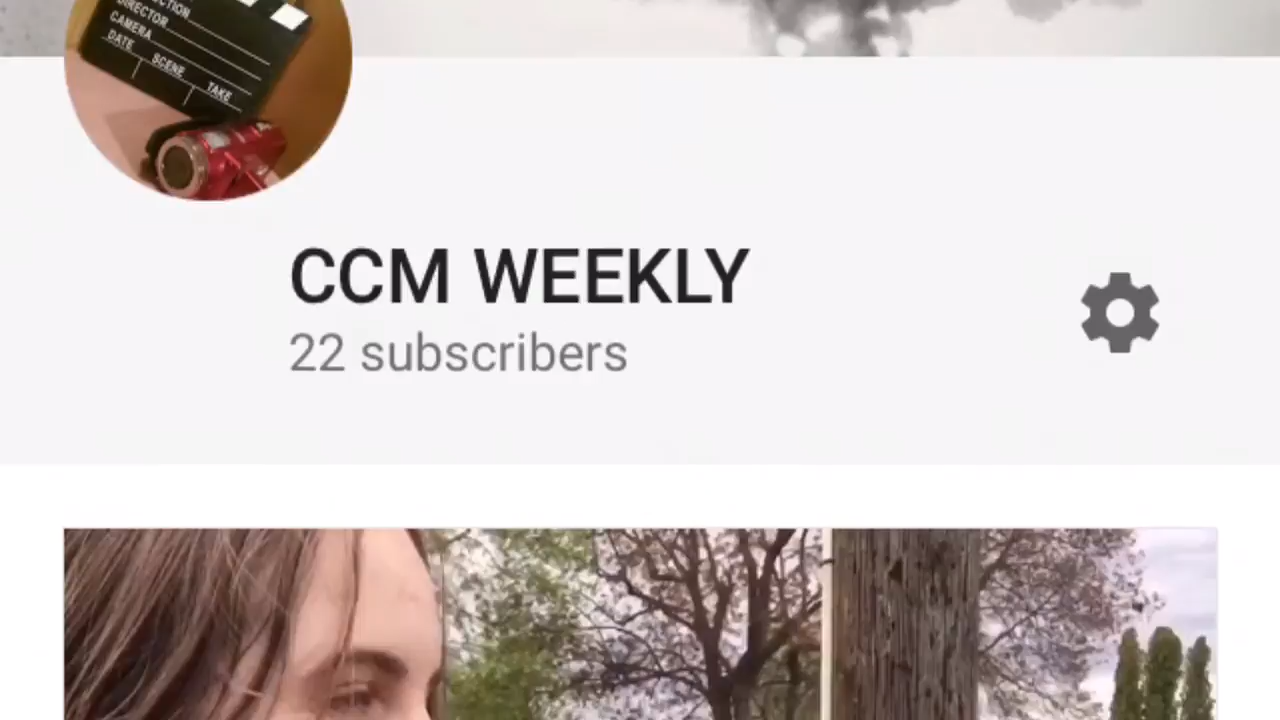 DIRECTOR
CAMERA
DATE SCENE TAKE
CCM WEEKLY
22 subscribers